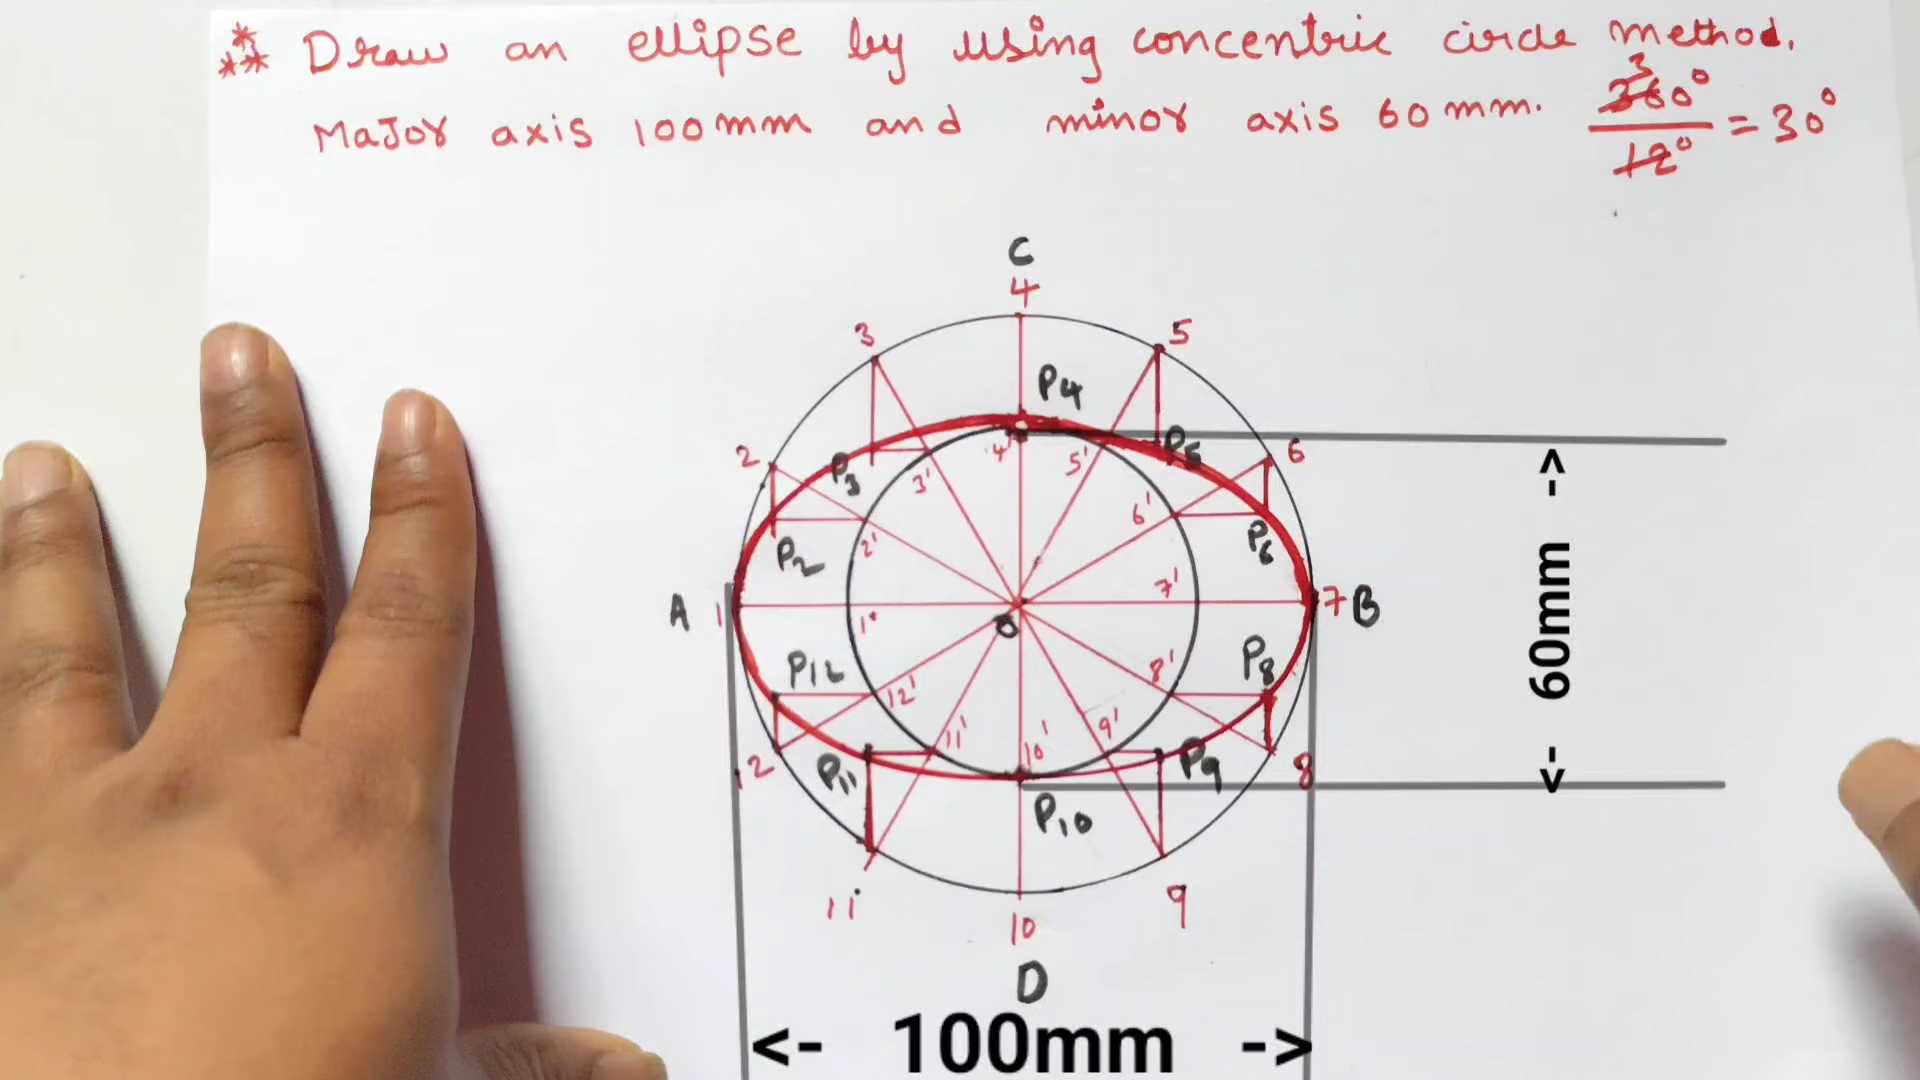 *** Draw an ellipse by using concentric circle method.
Major axis 100mm and minor axis 60mm. 360°/12° = 30°
3
C
4
3
5
P4
2
P3
3'
4'
5'
P5
6
P2
2'
6'
P6
A
1
1'
O
7'
7
B
P12
12'
8'
P8
12
P11
11'
10'
9'
P9
8
P10
11
10
9
D
60mm
<- 100mm ->